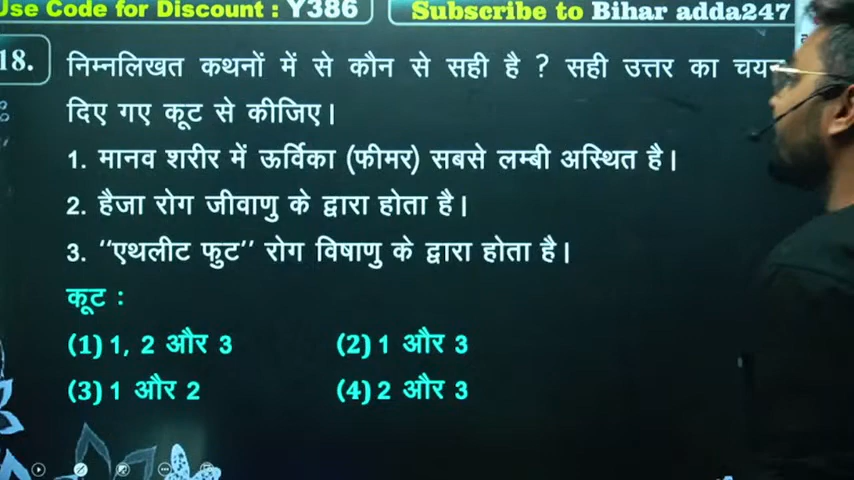 Use Code for Discount : Y386
Subscribe to Bihar adda247
18. निम्नलिखत कथनों में से कौन से सही है ? सही उत्तर का चयन
दिए गए कूट से कीजिए।
1. मानव शरीर में ऊर्विका (फीमर) सबसे लम्बी अस्थित है।
2. हैजा रोग जीवाणु के द्वारा होता है।
3. “एथलीट फुट” रोग विषाणु के द्वारा होता है।
कूट :
(1) 1, 2 और 3 (2) 1 और 3
(3) 1 और 2 (4) 2 और 3